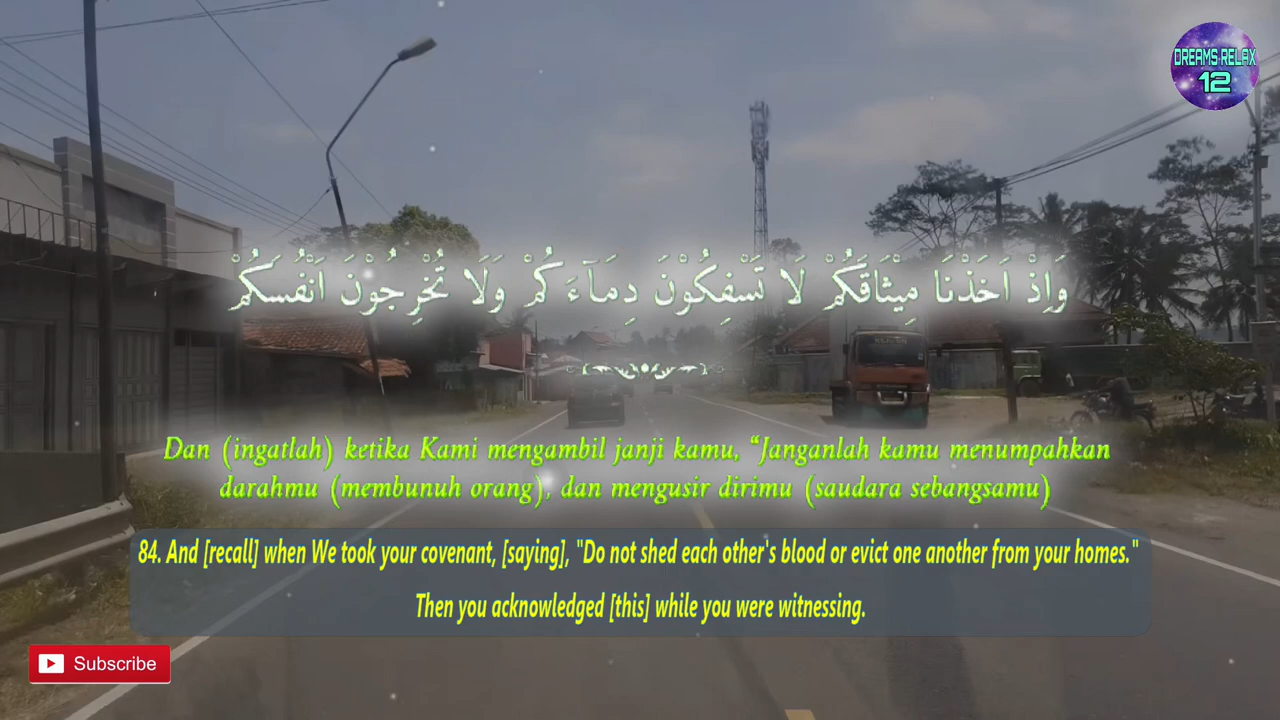 DREAMS RELAX
12
وَاِذْ اَخَذْنَا مِيْثَاقَكُمْ لَا تَسْفِكُوْنَ دِمَاۤءَكُمْ وَلَا تُخْرِجُوْنَ اَنْفُسَكُمْ
Dan (ingatlah) ketika Kami mengambil janji kamu, “Janganlah kamu menumpahkan
darahmu (membunuh orang), dan mengusir dirimu (saudara sebangsamu)
84. And [recall] when We took your covenant, [saying], "Do not shed each other's blood or evict one another from your homes."
Then you acknowledged [this] while you were witnessing.
Subscribe